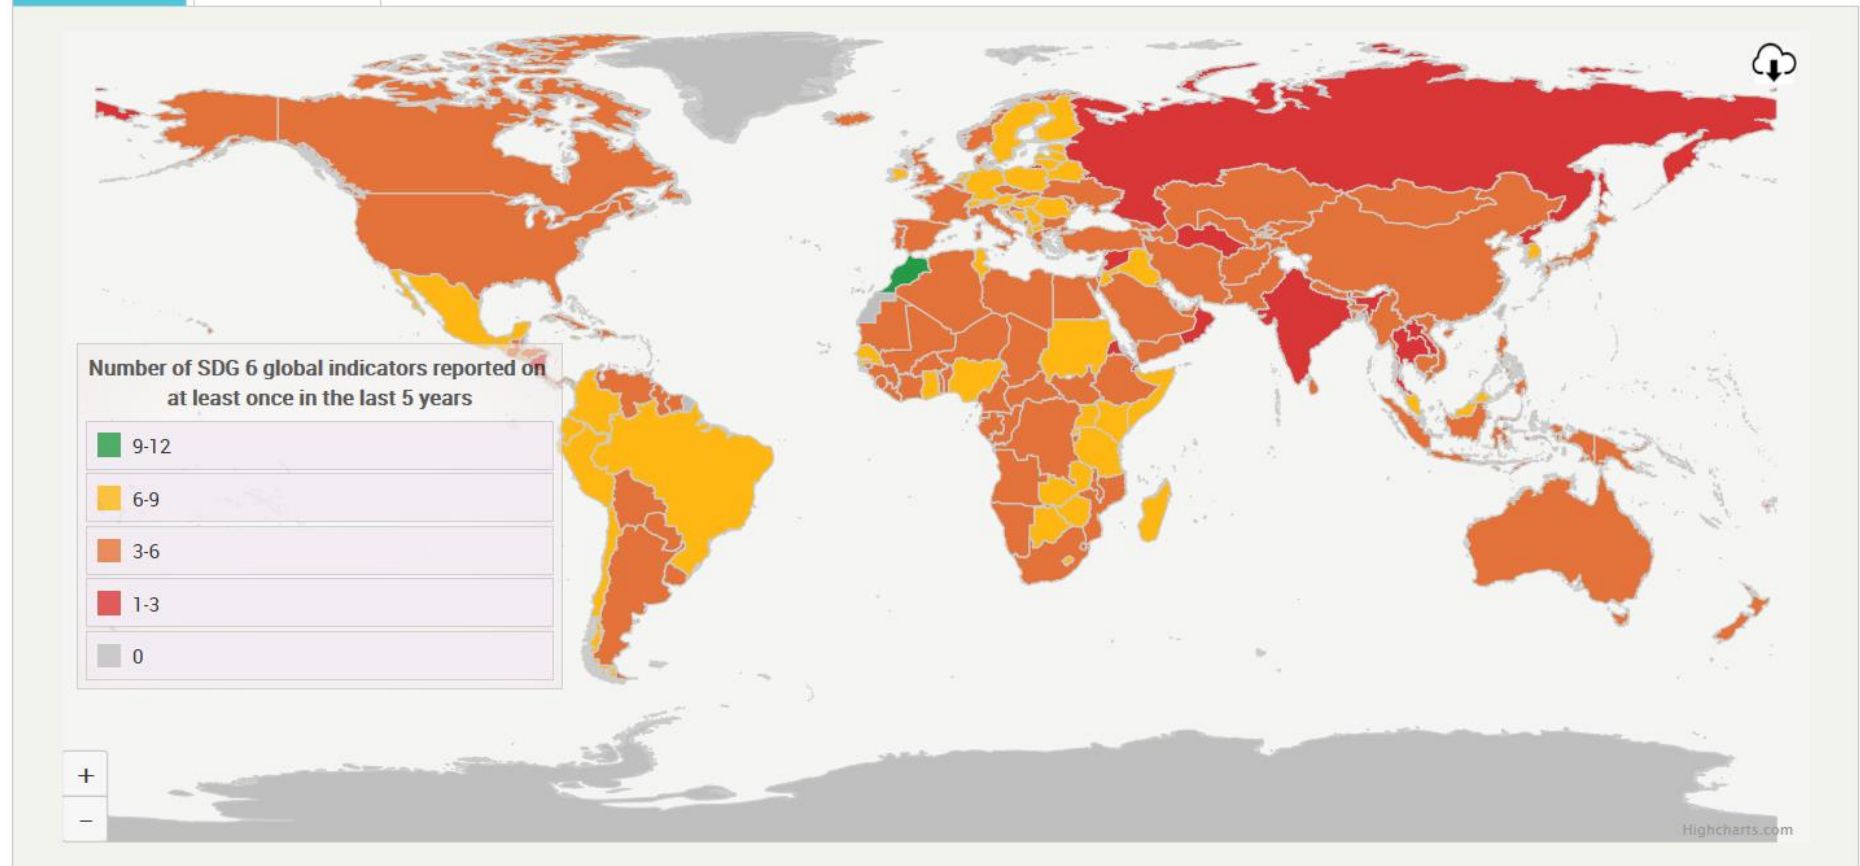 Number of SDG 6 global indicators reported on
at least once in the last 5 years
9-12
6-9
3-6
1-3
0
+
−
Highcharts.com